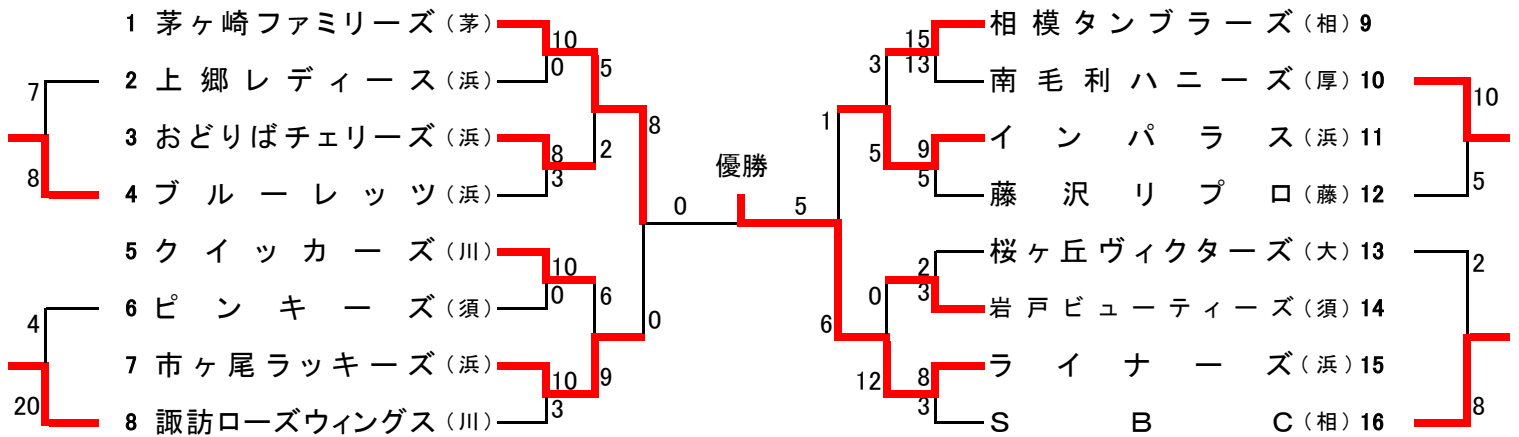 1 茅ヶ崎ファミリーズ（茅）
2 上郷レディース（浜）
3 おどりばチェリーズ（浜）
4 ブルーレッツ（浜）
5 クイッカーズ（川）
6 ピンキーズ（須）
7 市ヶ尾ラッキーズ（浜）
8 諏訪ローズウィングス（川）
7
8
4
20
10
0
8
3
10
0
10
3
5
2
6
9
8
0
0
優勝
5
1
6
3
5
0
12
15
13
9
5
2
3
8
3
相模タンブラーズ（相）9
南毛利ハニーズ（厚）10
インパラス（浜）11
藤沢リプロ（藤）12
桜ヶ丘ヴィクターズ（大）13
岩戸ビューティーズ（須）14
ライナーズ（浜）15
SBC（相）16
10
5
2
8